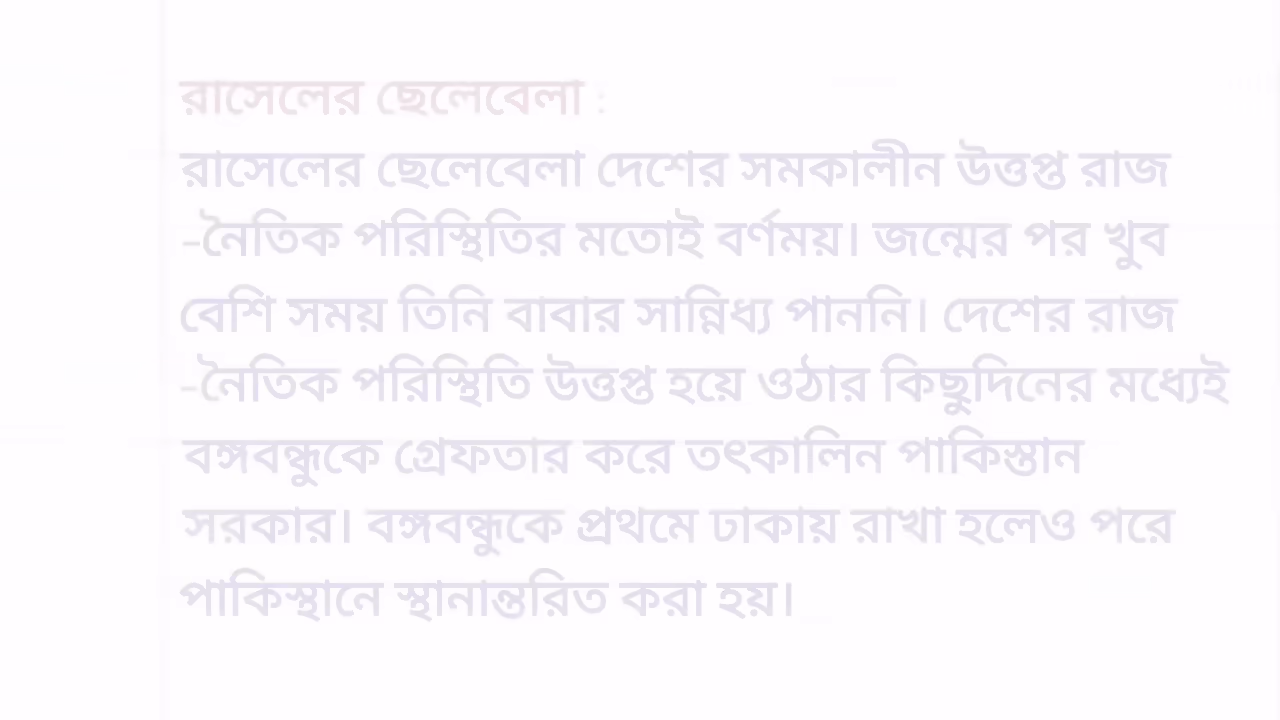 রাসেলের ছেলেবেলা :
রাসেলের ছেলেবেলা দেশের সমকালীন উত্তপ্ত রাজ
-নৈতিক পরিস্থিতির মতোই বর্ণময়। জন্মের পর খুব
বেশি সময় তিনি বাবার সান্নিধ্য পাননি। দেশের রাজ
-নৈতিক পরিস্থতি উত্তপ্ত হয়ে ওঠার কিছুদিনের মধ্যেই
বঙ্গবন্ধুকে গ্রেফতার করে তৎকালিন পাকিস্তান
সরকার। বঙ্গবন্ধুকে প্রথমে ঢাকায় রাখা হলেও পরে
পাকিস্থানে স্থানান্তরিত করা হয়।